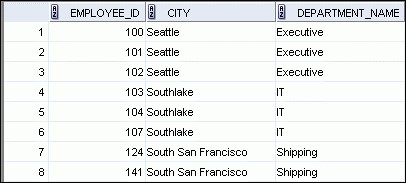 EMPLOYEE_ID CITY DEPARTMENT_NAME
1 100 Seattle Executive
2 101 Seattle Executive
3 102 Seattle Executive
4 103 Southlake IT
5 104 Southlake IT
6 107 Southlake IT
7 124 South San Francisco Shipping
8 141 South San Francisco Shipping